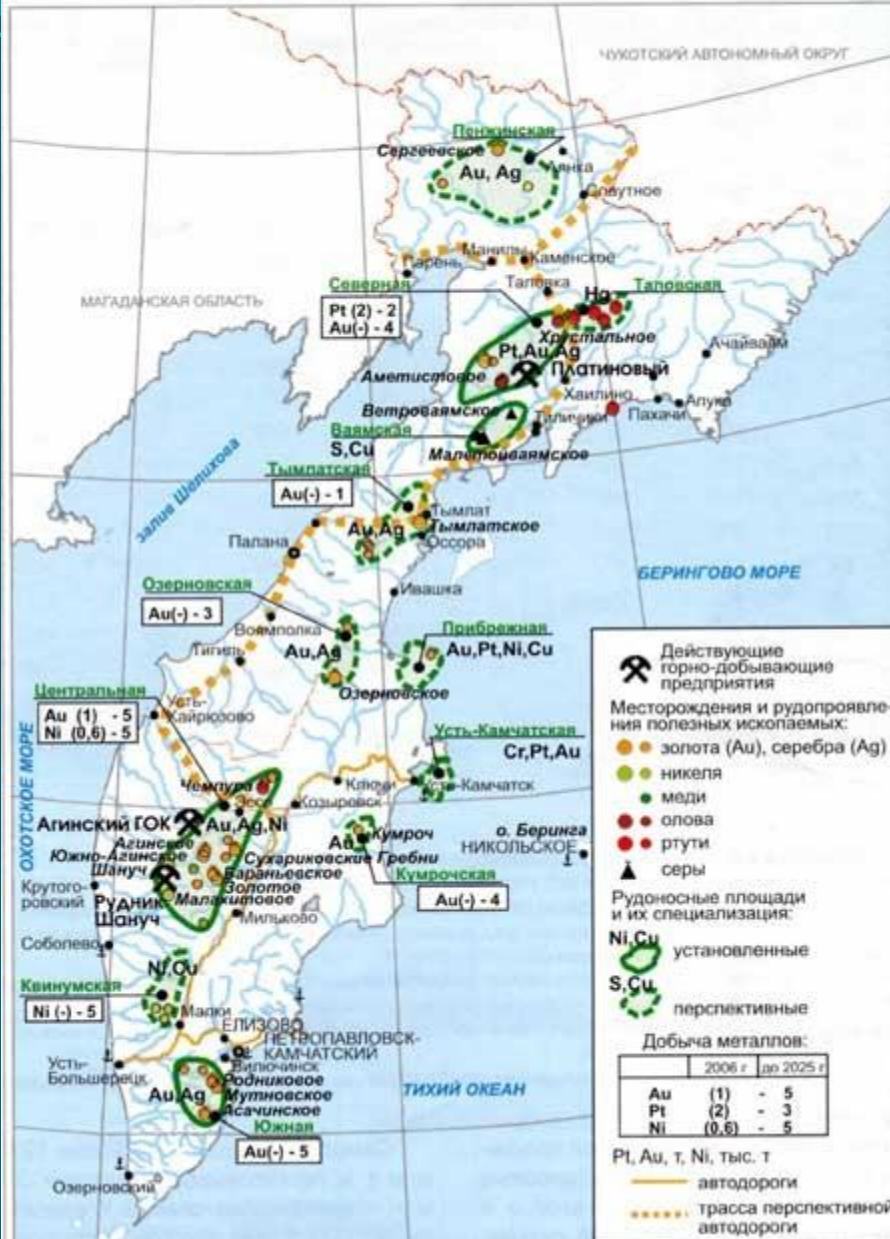 ЧУКОТСКИЙ АВТОНОМНЫЙ ОКРУГ
Пенжинская
Сергеевское
Аянка
Au, Ag
Слаутное
Манилы
Каменское
Парень
Таловка
Северная
Таловская
Hg
МАГАДАНСКАЯ ОБЛАСТЬ
Pt (2) - 2
Au(-) - 4
Хрустальное
Pt,Au,Ag
Ачайваям
Аметистовое
Платиновый
Хаилино
Ветроваямское
Апука
Пахачи
Тиличики
Ваямская
S,Cu
Малетойваямское
Тымлатская
Au(-) - 1
залив Шелихова
Тымлат
Au,Ag
Тымлатское
Оссора
Палана
БЕРИНГОВО МОРЕ
Озерновская
Ивашка
Au(-) - 3
Воямполка
Прибрежная
Au,Ag
Au,Pt,Ni,Cu
Тигиль
Озерновское
Центральная
Au (1) - 5
Ni (0,6) - 5
Усть-
Хайрюзово
Усть-Камчатская
Cr,Pt,Au
ОХОТСКОЕ МОРЕ
Чемпура
Эссо
Ключи
Усть-Камчатск
Козыревск
Агинский ГОК
Au,Ag,Ni
Au
Кумроч
о. Беринга
НИКОЛЬСКОЕ
Агинское
Южно-Агинское
Сухариковские Гребни
Шануч
Бараньевское
Кумрочская
Золотое
Au(-) - 4
Крутого-
ровский
Рудник
Шануч
Малахитовое
Мильково
Соболево
Ni,Cu
Квинумская
Ni (-) - 5
Малки
ЕЛИЗОВО
ПЕТРОПАВЛОВСК-
КАМЧАТСКИЙ
Усть-
Большерецк
Вилючинск
Родниковое
Au,Ag
Мутновское
Асачинское
ТИХИЙ ОКЕАН
Южная
Au(-) - 5
Озерновский
Действующие
горно-добывающие
предприятия
Месторождения и рудопроявле-
ния полезных ископаемых:
золота (Au), серебра (Ag)
никеля
меди
олова
ртути
серы
Рудоносные площади
и их специализация:
Ni,Cu
установленные
S,Cu
перспективные
Добыча металлов:
2006 г до 2025 г
Au (1) - 5
Pt (2) - 3
Ni (0,6) - 5
Pt, Au, т, Ni, тыс. т
автодороги
трасса перспективной
автодороги